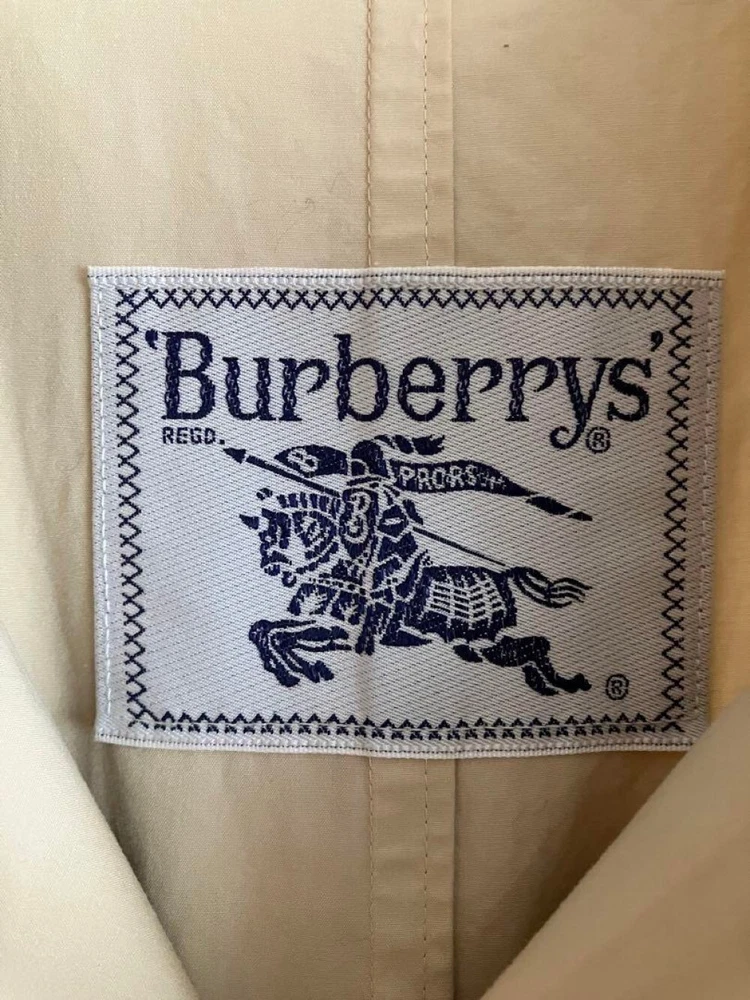 'Burberrys'
REGD. ®
B PRORSUM
B
®